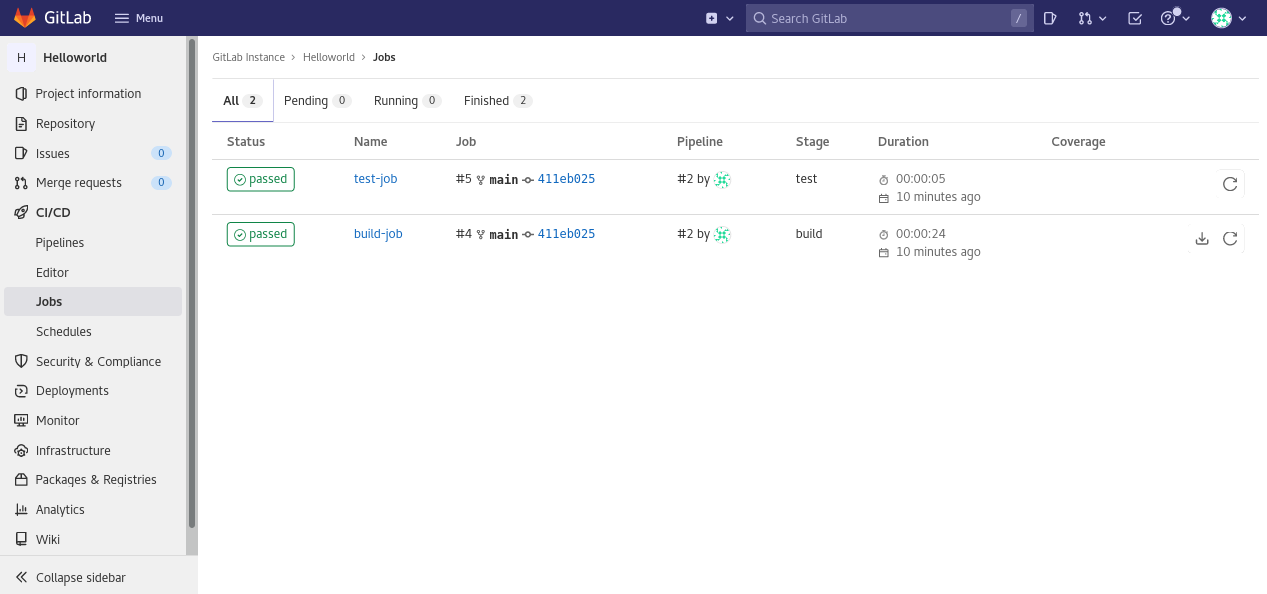 GitLab Menu Search GitLab /
H Helloworld
Project information
Repository
Issues 0
Merge requests 0
CI/CD
Pipelines
Editor
Jobs
Schedules
Security & Compliance
Deployments
Monitor
Infrastructure
Packages & Registries
Analytics
Wiki
Collapse sidebar
GitLab Instance › Helloworld › Jobs
All 2 Pending 0 Running 0 Finished 2
Status Name Job Pipeline Stage Duration Coverage
passed test-job #5 main 411eb025 #2 by test 00:00:05
10 minutes ago
passed build-job #4 main 411eb025 #2 by build 00:00:24
10 minutes ago